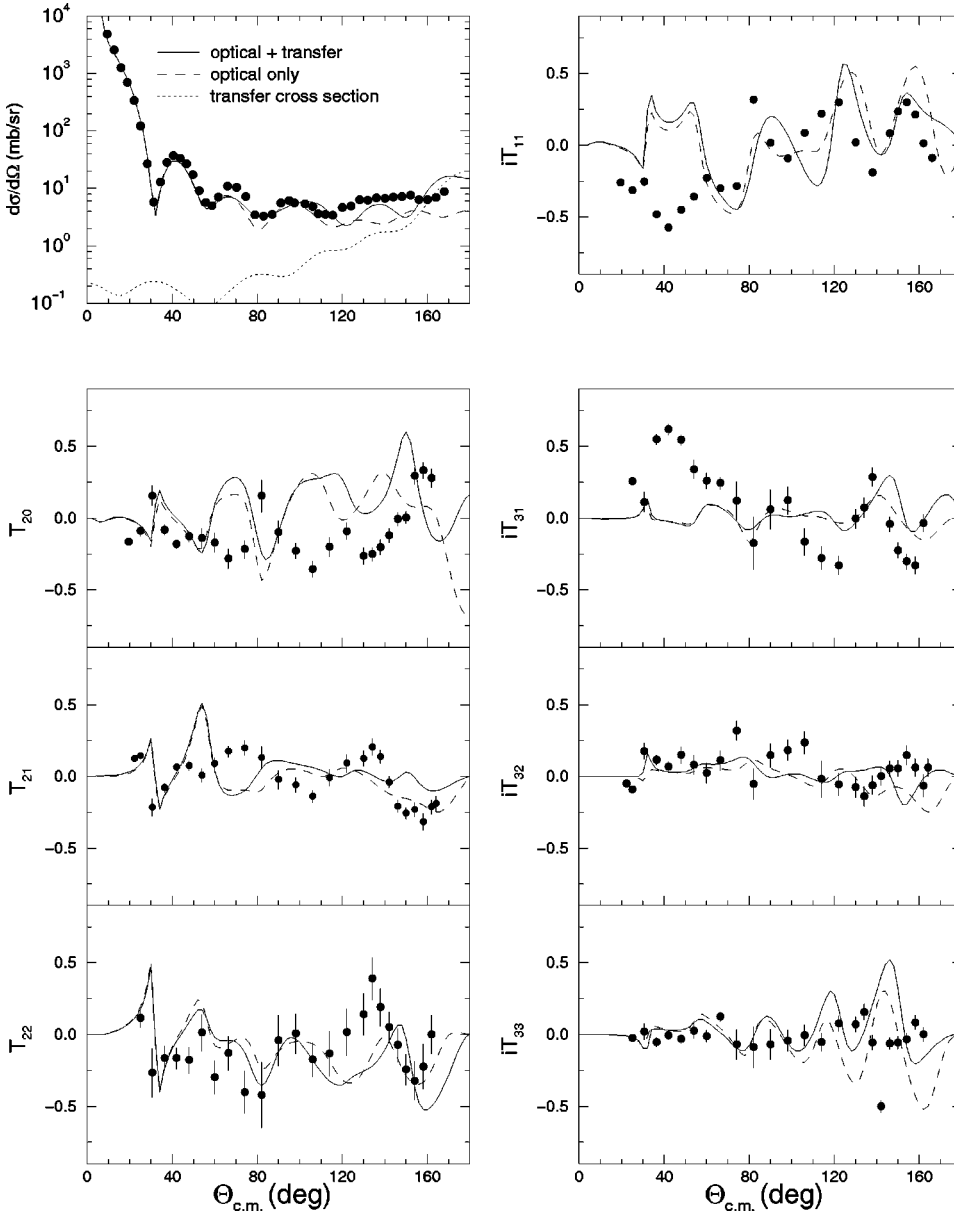 10⁴
10³
10²
10¹
10⁰
10⁻¹
dσ/dΩ (mb/sr)
optical + transfer
optical only
transfer cross section
0 40 80 120 160
0.5
0.0
−0.5
iT₁₁
0 40 80 120 160
0.5
0.0
−0.5
T₂₀
0.5
0.0
−0.5
iT₃₁
0.5
0.0
−0.5
T₂₁
0.5
0.0
−0.5
iT₃₂
0.5
0.0
−0.5
T₂₂
0 40 80 120 160
Θc.m. (deg)
0.5
0.0
−0.5
iT₃₃
0 40 80 120 160
Θc.m. (deg)